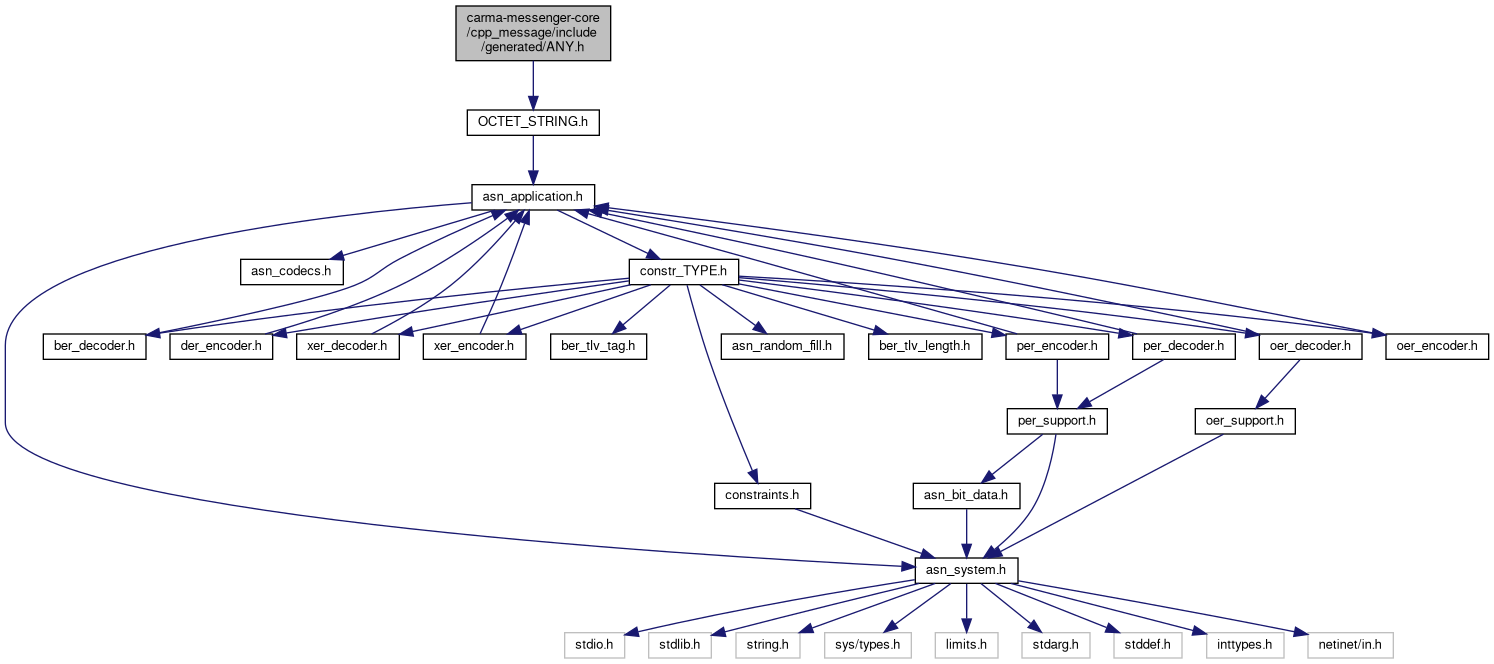 carma-messenger-core
/cpp_message/include
/generated/ANY.h
OCTET_STRING.h
asn_application.h
asn_codecs.h
constr_TYPE.h
ber_decoder.h
der_encoder.h
xer_decoder.h
xer_encoder.h
ber_tlv_tag.h
asn_random_fill.h
ber_tlv_length.h
per_encoder.h
per_decoder.h
oer_decoder.h
oer_encoder.h
per_support.h
oer_support.h
constraints.h
asn_bit_data.h
asn_system.h
stdio.h
stdlib.h
string.h
sys/types.h
limits.h
stdarg.h
stddef.h
inttypes.h
netinet/in.h